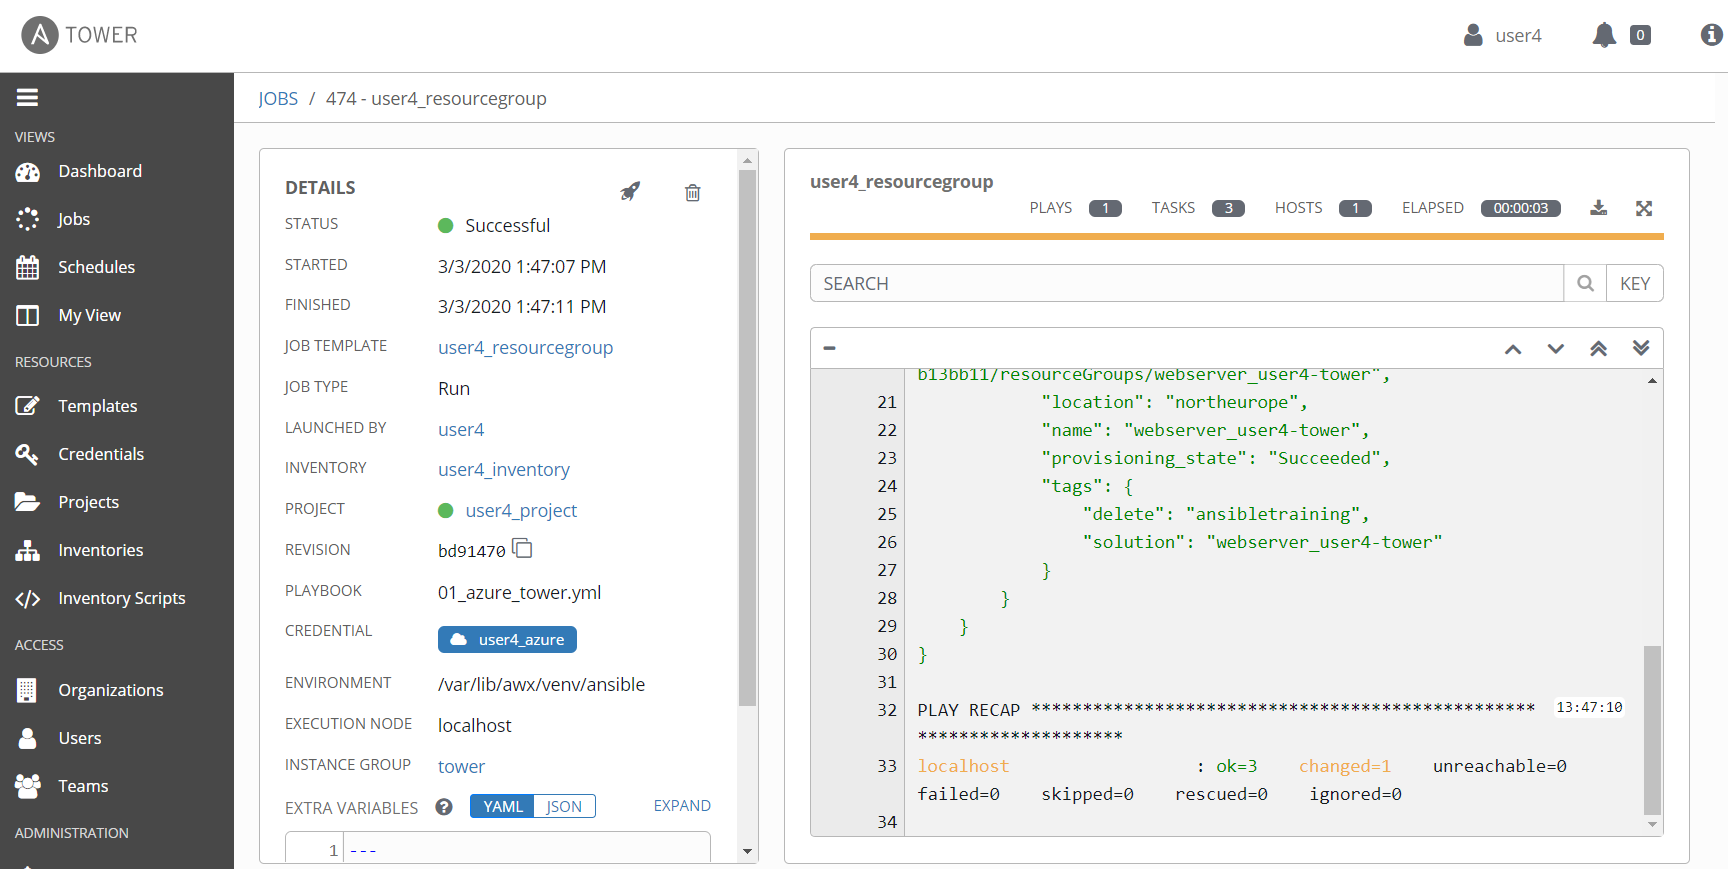 A TOWER
user4
0
JOBS / 474 - user4_resourcegroup
VIEWS
Dashboard
Jobs
Schedules
My View
RESOURCES
Templates
Credentials
Projects
Inventories
Inventory Scripts
ACCESS
Organizations
Users
Teams
ADMINISTRATION
DETAILS
STATUS Successful
STARTED 3/3/2020 1:47:07 PM
FINISHED 3/3/2020 1:47:11 PM
JOB TEMPLATE user4_resourcegroup
JOB TYPE Run
LAUNCHED BY user4
INVENTORY user4_inventory
PROJECT user4_project
REVISION bd91470
PLAYBOOK 01_azure_tower.yml
CREDENTIAL user4_azure
ENVIRONMENT /var/lib/awx/venv/ansible
EXECUTION NODE localhost
INSTANCE GROUP tower
EXTRA VARIABLES ? YAML JSON EXPAND
1 ---
user4_resourcegroup
PLAYS 1 TASKS 3 HOSTS 1 ELAPSED 00:00:03
SEARCH KEY
b13bb11/resourceGroups/webserver_user4-tower",
21 "location": "northeurope",
22 "name": "webserver_user4-tower",
23 "provisioning_state": "Succeeded",
24 "tags": {
25 "delete": "ansibletraining",
26 "solution": "webserver_user4-tower"
27 }
28 }
29 }
30 }
31
32 PLAY RECAP ************************************************* 13:47:10
********************
33 localhost : ok=3 changed=1 unreachable=0
failed=0 skipped=0 rescued=0 ignored=0
34